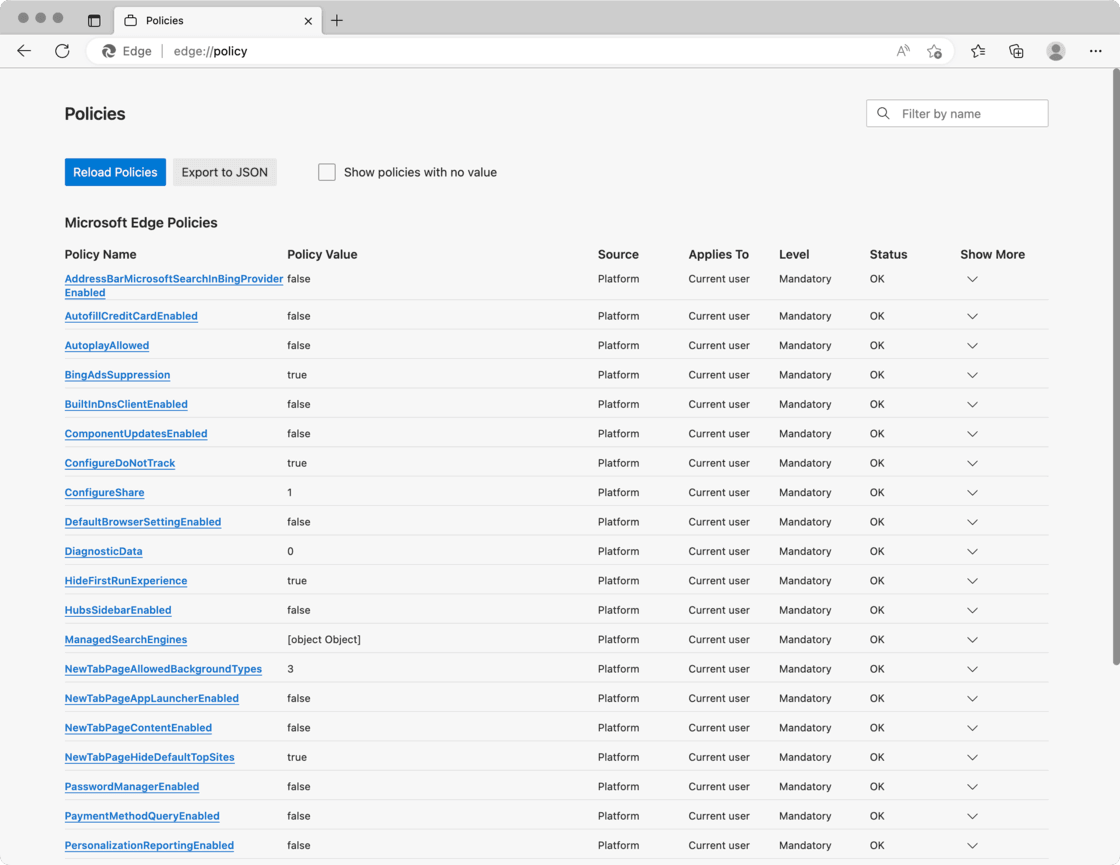 Policies
Edge edge://policy
Policies
Filter by name
Reload Policies Export to JSON Show policies with no value
Microsoft Edge Policies
Policy Name Policy Value Source Applies To Level Status Show More
AddressBarMicrosoftSearchInBingProvider false Platform Current user Mandatory OK
Enabled
AutofillCreditCardEnabled false Platform Current user Mandatory OK
AutoplayAllowed false Platform Current user Mandatory OK
BingAdsSuppression true Platform Current user Mandatory OK
BuiltInDnsClientEnabled false Platform Current user Mandatory OK
ComponentUpdatesEnabled false Platform Current user Mandatory OK
ConfigureDoNotTrack true Platform Current user Mandatory OK
ConfigureShare 1 Platform Current user Mandatory OK
DefaultBrowserSettingEnabled false Platform Current user Mandatory OK
DiagnosticData 0 Platform Current user Mandatory OK
HideFirstRunExperience true Platform Current user Mandatory OK
HubsSidebarEnabled false Platform Current user Mandatory OK
ManagedSearchEngines [object Object] Platform Current user Mandatory OK
NewTabPageAllowedBackgroundTypes 3 Platform Current user Mandatory OK
NewTabPageAppLauncherEnabled false Platform Current user Mandatory OK
NewTabPageContentEnabled false Platform Current user Mandatory OK
NewTabPageHideDefaultTopSites true Platform Current user Mandatory OK
PasswordManagerEnabled false Platform Current user Mandatory OK
PaymentMethodQueryEnabled false Platform Current user Mandatory OK
PersonalizationReportingEnabled false Platform Current user Mandatory OK